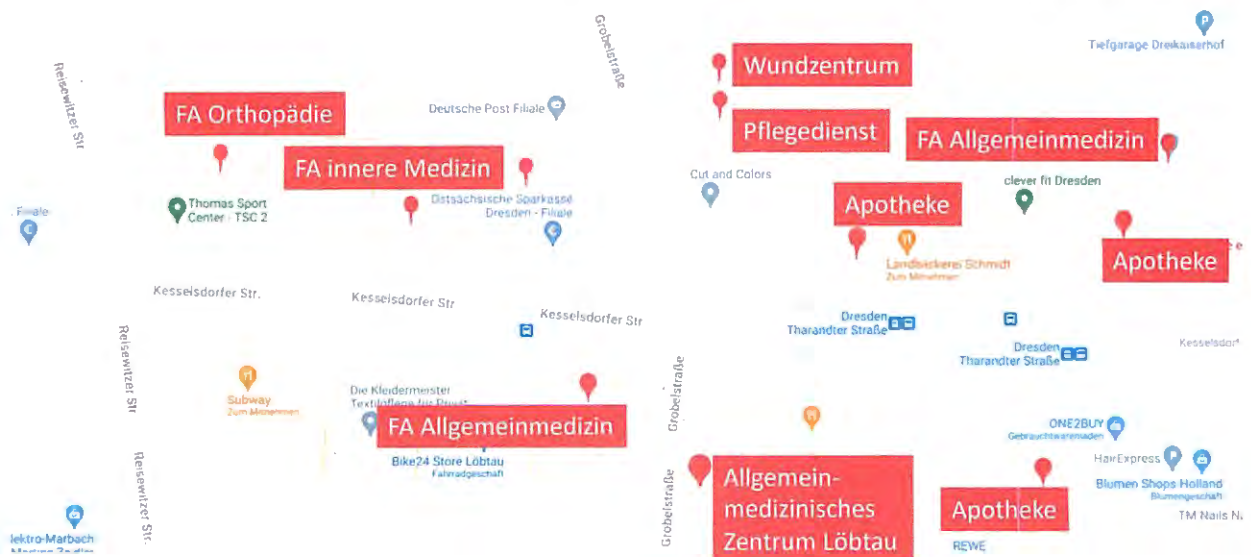 Grobelstraße
Tiefgarage Dreikaiserhof
Reisewitzer Str
Wundzentrum
FA Orthopädie
Deutsche Post Filiale
Pflegedienst
FA Allgemeinmedizin
FA innere Medizin
Cut and Colors
clever fit Dresden
Thomas Sport
Center - TSC 2
Ostsächsische Sparkasse
Dresden - Filiale
Filiale
Apotheke
Landbäckerei Schmidt
Zum Mitnehmen
Apotheke
Kesselsdorfer Str.
Kesselsdorfer Str
Kesselsdorfer Str
Dresden
Tharandter Straße
Dresden
Tharandter Straße
Kesselsdorf
Reisewitzer Str
Grobelstraße
Subway
Zum Mitnehmen
Die Kleidermeister
FA Allgemeinmedizin
Bike24 Store Löbtau
Fahrradgeschäft
ONE2BUY
Gebrauchtwarenladen
HairExpress
Blumen Shops Holland
Blumengeschäft
TM Nails
Reisewitzer Str.
Grobelstraße
Allgemein-
medizinisches
Zentrum Löbtau
Apotheke
REWE
lektro-Marbach